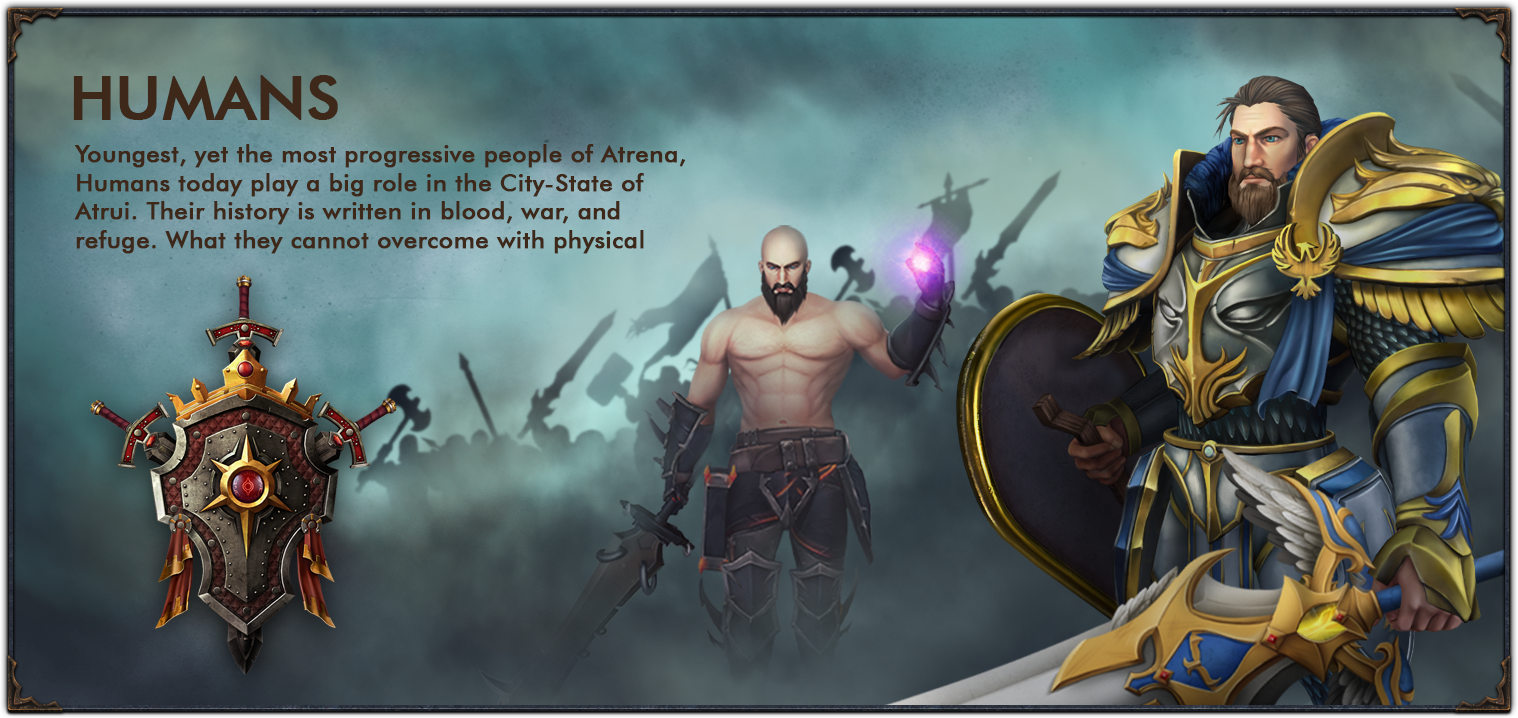 HUMANS
Youngest, yet the most progressive people of Atrena,
Humans today play a big role in the City-State of
Atrui. Their history is written in blood, war, and
refuge. What they cannot overcome with physical